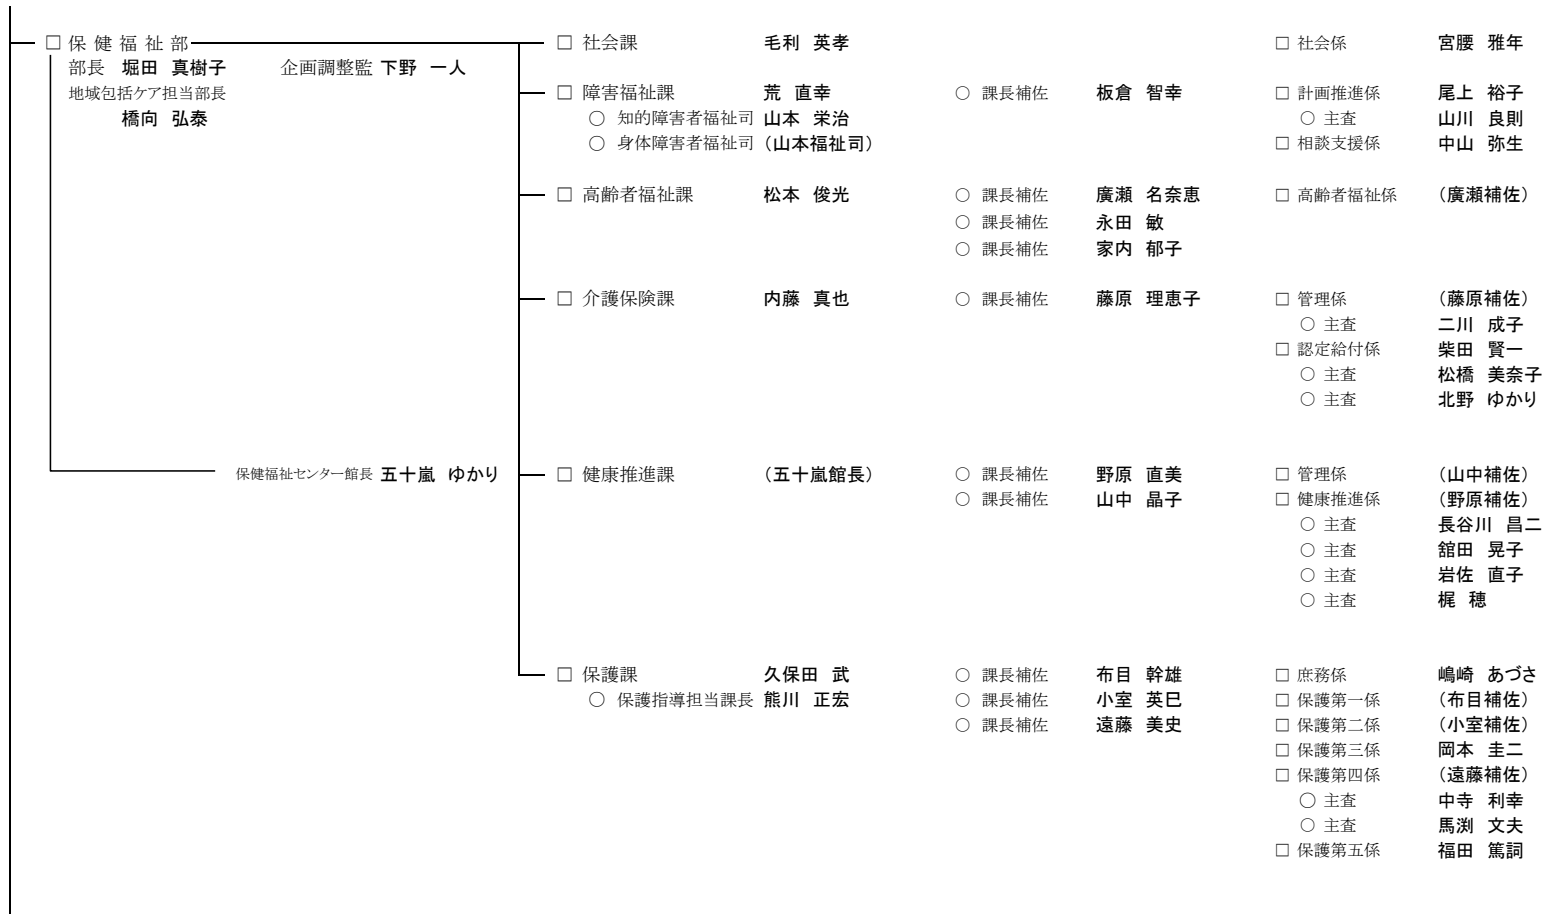 □ 保健福祉部 □ 社会課 毛利 英孝 □ 社会係 宮腰 雅年
部長 堀田 真樹子 企画調整監 下野 一人
地域包括ケア担当部長 □ 障害福祉課 荒 直幸 ○ 課長補佐 板倉 智幸 □ 計画推進係 尾上 裕子
橋向 弘泰 ○ 知的障害者福祉司 山本 栄治 ○ 主査 山川 良則
○ 身体障害者福祉司 (山本福祉司) □ 相談支援係 中山 弥生
□ 高齢者福祉課 松本 俊光 ○ 課長補佐 廣瀬 名奈恵 □ 高齢者福祉係 (廣瀬補佐)
○ 課長補佐 永田 敏
○ 課長補佐 家内 郁子
□ 介護保険課 内藤 真也 ○ 課長補佐 藤原 理恵子 □ 管理係 (藤原補佐)
○ 主査 二川 成子
□ 認定給付係 柴田 賢一
○ 主査 松橋 美奈子
○ 主査 北野 ゆかり
保健福祉センター館長 五十嵐 ゆかり □ 健康推進課 (五十嵐館長) ○ 課長補佐 野原 直美 □ 管理係 (山中補佐)
○ 課長補佐 山中 晶子 □ 健康推進係 (野原補佐)
○ 主査 長谷川 昌二
○ 主査 舘田 晃子
○ 主査 岩佐 直子
○ 主査 梶 穂
□ 保護課 久保田 武 ○ 課長補佐 布目 幹雄 □ 庶務係 嶋崎 あづさ
○ 保護指導担当課長 熊川 正宏 ○ 課長補佐 小室 英巳 □ 保護第一係 (布目補佐)
○ 課長補佐 遠藤 美史 □ 保護第二係 (小室補佐)
□ 保護第三係 岡本 圭二
□ 保護第四係 (遠藤補佐)
○ 主査 中寺 利幸
○ 主査 馬渕 文夫
□ 保護第五係 福田 篤詞